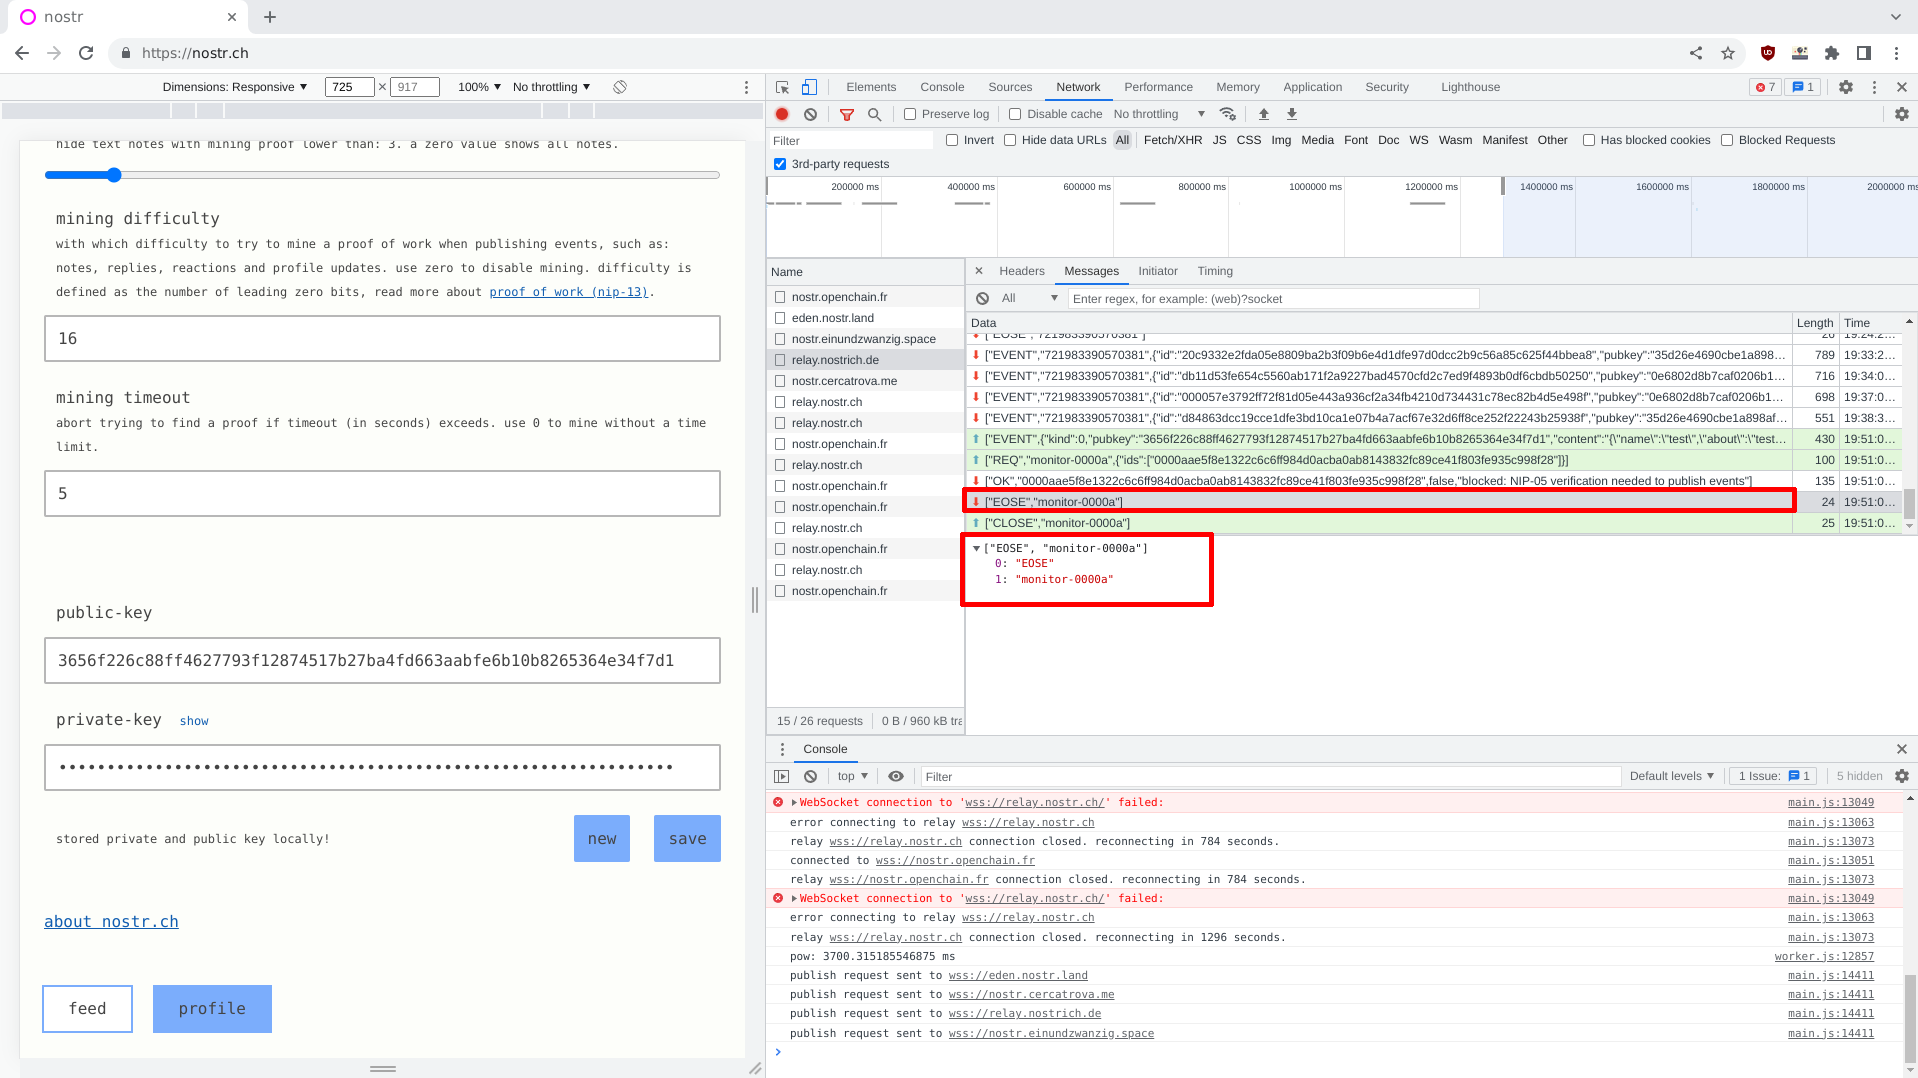 nostr
https://nostr.ch
Dimensions: Responsive
725
×
917
100%
No throttling
hide text notes with mining proof lower than: 3. a zero value shows all notes.
mining difficulty
with which difficulty to try to mine a proof of work when publishing events, such as:
notes, replies, reactions and profile updates. use zero to disable mining. difficulty is
defined as the number of leading zero bits, read more about proof of work (nip-13).
16
mining timeout
abort trying to find a proof if timeout (in seconds) exceeds. use 0 to mine without a time
limit.
5
public-key
3656f226c88ff4627793f12874517b27ba4fd663aabfe6b10b8265364e34f7d1
private-key show
stored private and public key locally!
new
save
about nostr.ch
feed
profile
Elements
Console
Sources
Network
Performance
Memory
Application
Security
Lighthouse
7
1
Preserve log
Disable cache
No throttling
Filter
Invert
Hide data URLs
All
Fetch/XHR
JS
CSS
Img
Media
Font
Doc
WS
Wasm
Manifest
Other
Has blocked cookies
Blocked Requests
3rd-party requests
200000 ms
400000 ms
600000 ms
800000 ms
1000000 ms
1200000 ms
1400000 ms
1600000 ms
1800000 ms
2000000 ms
Name
nostr.openchain.fr
eden.nostr.land
nostr.einundzwanzig.space
relay.nostrich.de
nostr.cercatrova.me
relay.nostr.ch
relay.nostr.ch
nostr.openchain.fr
relay.nostr.ch
nostr.openchain.fr
nostr.openchain.fr
relay.nostr.ch
nostr.openchain.fr
relay.nostr.ch
nostr.openchain.fr
15 / 26 requests
0 B / 960 kB tra
Headers
Messages
Initiator
Timing
All
Enter regex, for example: (web)?socket
Data Length Time
["EOSE","721983390570381"] 26 19:24:2…
["EVENT","721983390570381",{"id":"20c9332e2fda05e8809ba2b3f09b6e4d1dfe97d0dcc2b9c56a85c625f44bbea8","pubkey":"35d26e4690cbe1a898… 789 19:33:2…
["EVENT","721983390570381",{"id":"db11d53fe654c5560ab171f2a9227bad4570cfd2c7ed9f4893b0df6cbdb50250","pubkey":"0e6802d8b7caf0206b1… 716 19:34:0…
["EVENT","721983390570381",{"id":"000057e3792ff72f81d05e443a936cf2a34fb4210d734431c78ec82b4d5e498f","pubkey":"0e6802d8b7caf0206b1… 698 19:37:0…
["EVENT","721983390570381",{"id":"d84863dcc19cce1dfe3bd10ca1e07b4a7acf67e32d6ff8ce252f22243b25938f","pubkey":"35d26e4690cbe1a898af… 551 19:38:3…
["EVENT",{"kind":0,"pubkey":"3656f226c88ff4627793f12874517b27ba4fd663aabfe6b10b8265364e34f7d1","content":"{\"name\":\"test\",\"about\":\"test… 430 19:51:0…
["REQ","monitor-0000a",{"ids":["0000aae5f8e1322c6c6ff984d0acba0ab8143832fc89ce41f803fe935c998f28"]}] 100 19:51:0…
["OK","0000aae5f8e1322c6c6ff984d0acba0ab8143832fc89ce41f803fe935c998f28",false,"blocked: NIP-05 verification needed to publish events"] 135 19:51:0…
["EOSE","monitor-0000a"] 24 19:51:0…
["CLOSE","monitor-0000a"] 25 19:51:0…
["EOSE", "monitor-0000a"]
0: "EOSE"
1: "monitor-0000a"
Console
top
Filter
Default levels
1 Issue: 1
5 hidden
WebSocket connection to 'wss://relay.nostr.ch/' failed: main.js:13049
error connecting to relay wss://relay.nostr.ch main.js:13063
relay wss://relay.nostr.ch connection closed. reconnecting in 784 seconds. main.js:13073
connected to wss://nostr.openchain.fr main.js:13051
relay wss://nostr.openchain.fr connection closed. reconnecting in 784 seconds. main.js:13073
WebSocket connection to 'wss://relay.nostr.ch/' failed: main.js:13049
error connecting to relay wss://relay.nostr.ch main.js:13063
relay wss://relay.nostr.ch connection closed. reconnecting in 1296 seconds. main.js:13073
pow: 3700.315185546875 ms worker.js:12857
publish request sent to wss://eden.nostr.land main.js:14411
publish request sent to wss://nostr.cercatrova.me main.js:14411
publish request sent to wss://relay.nostrich.de main.js:14411
publish request sent to wss://nostr.einundzwanzig.space main.js:14411